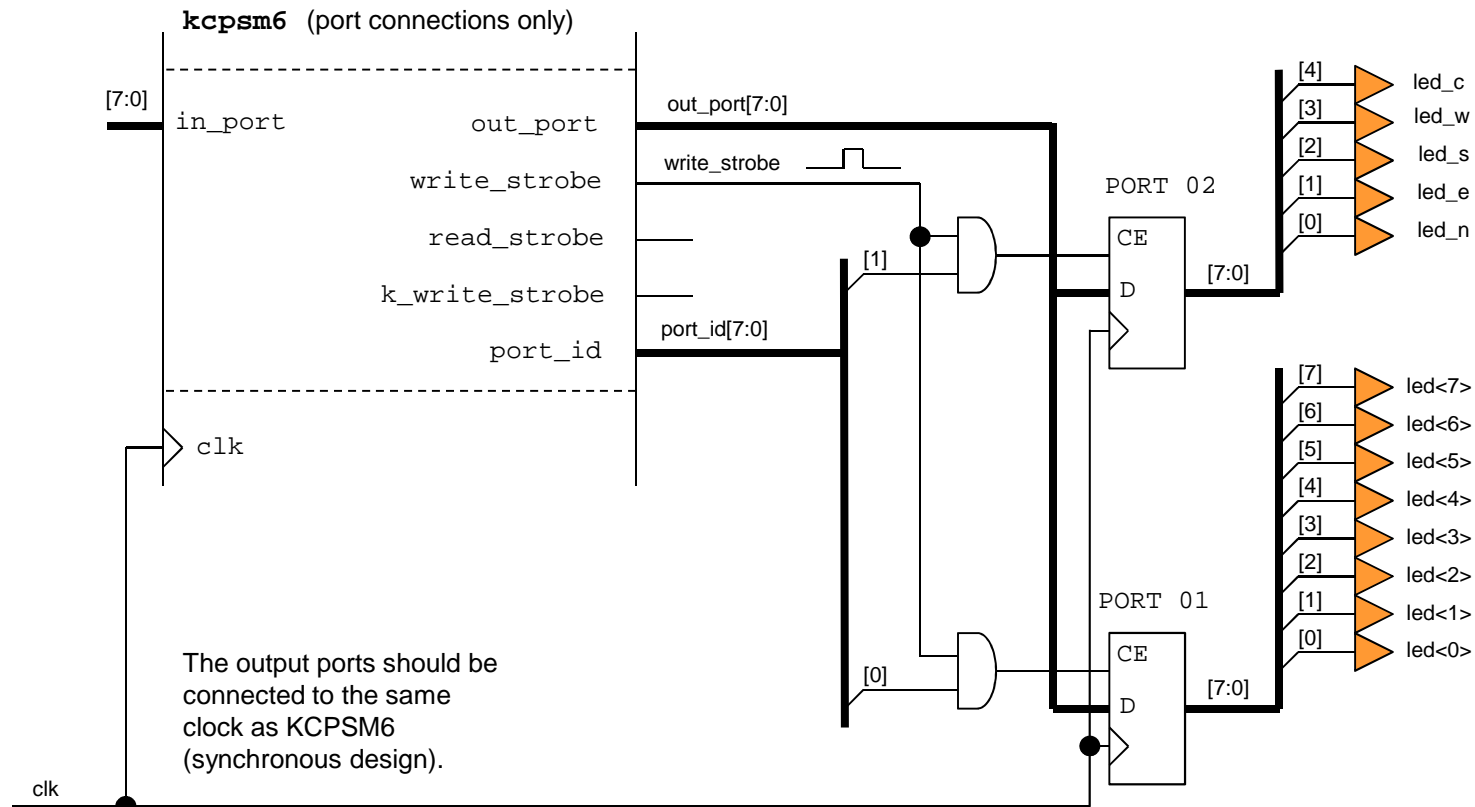 kcpsm6 (port connections only)
[7:0]
in_port
out_port
write_strobe
read_strobe
k_write_strobe
port_id
clk
out_port[7:0]
write_strobe
port_id[7:0]
[1]
[0]
PORT 02
CE
D
[7:0]
[4] led_c
[3] led_w
[2] led_s
[1] led_e
[0] led_n
PORT 01
CE
D
[7:0]
[7] led<7>
[6] led<6>
[5] led<5>
[4] led<4>
[3] led<3>
[2] led<2>
[1] led<1>
[0] led<0>
The output ports should be
connected to the same
clock as KCPSM6
(synchronous design).
clk